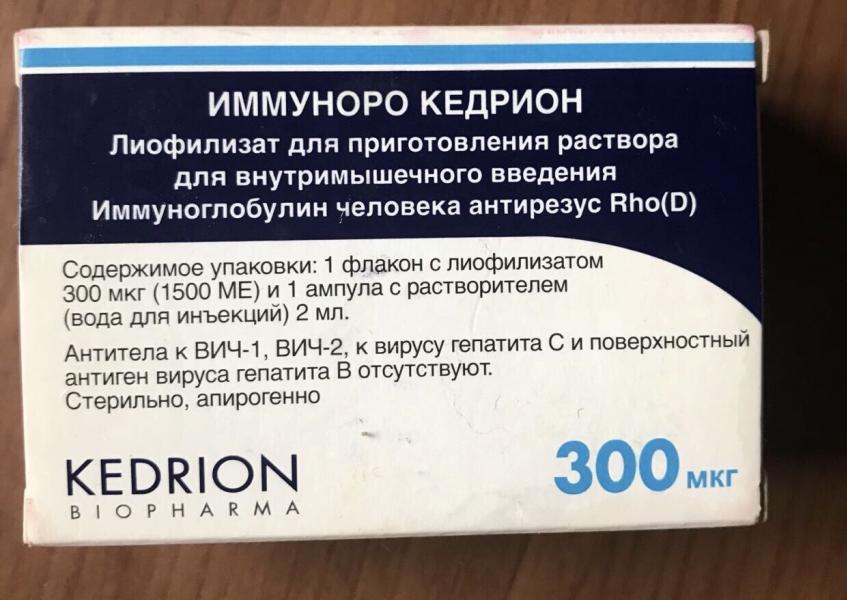 ИММУНОРО КЕДРИОН
Лиофилизат для приготовления раствора
для внутримышечного введения
Иммуноглобулин человека антирезус Rho(D)
Содержимое упаковки: 1 флакон с лиофилизатом
300 мкг (1500 МЕ) и 1 ампула с растворителем
(вода для инъекций) 2 мл.
Антитела к ВИЧ-1, ВИЧ-2, к вирусу гепатита С и поверхностный
антиген вируса гепатита В отсутствуют.
Стерильно, апирогенно
KEDRION
BIOPHARMA
300 мкг